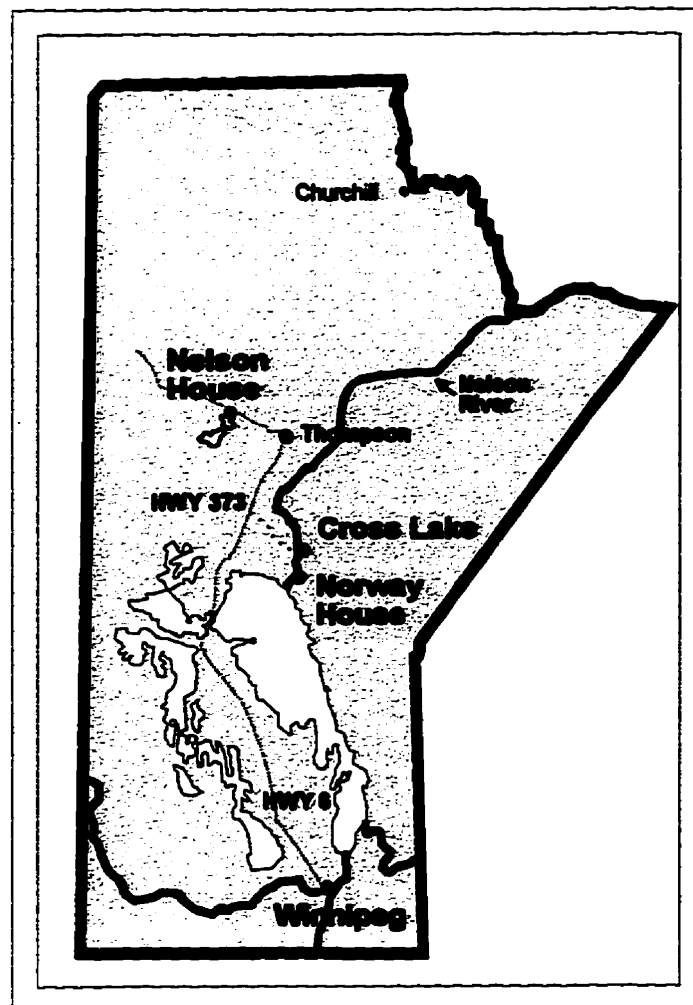 Churchill
Nelson
House
Nelson
River
Thompson
HWY 373
Cross Lake
Norway
House
HWY 6
Winnipeg